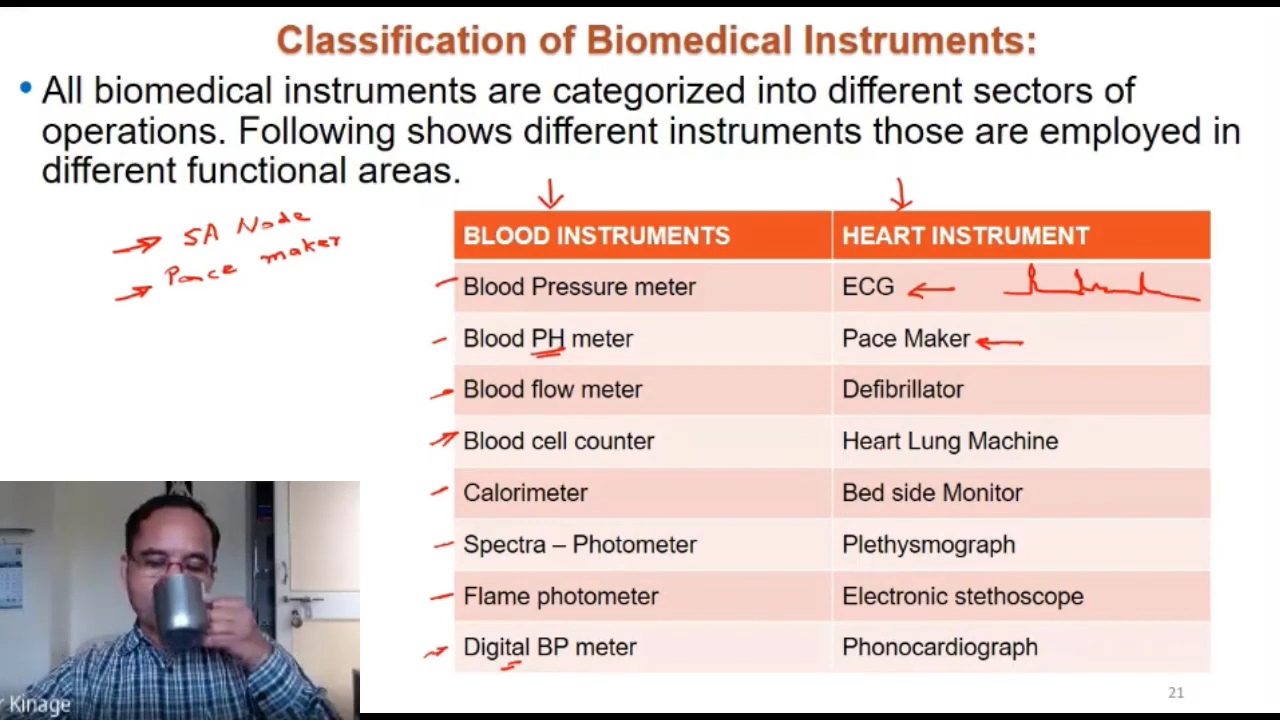 Classification of Biomedical Instruments:
• All biomedical instruments are categorized into different sectors of
operations. Following shows different instruments those are employed in
different functional areas.
SA Node
Pace maker
BLOOD INSTRUMENTS HEART INSTRUMENT
Blood Pressure meter ECG
Blood PH meter Pace Maker
Blood flow meter Defibrillator
Blood cell counter Heart Lung Machine
Calorimeter Bed side Monitor
Spectra – Photometer Plethysmograph
Flame photometer Electronic stethoscope
Digital BP meter Phonocardiograph
r Kinage
21